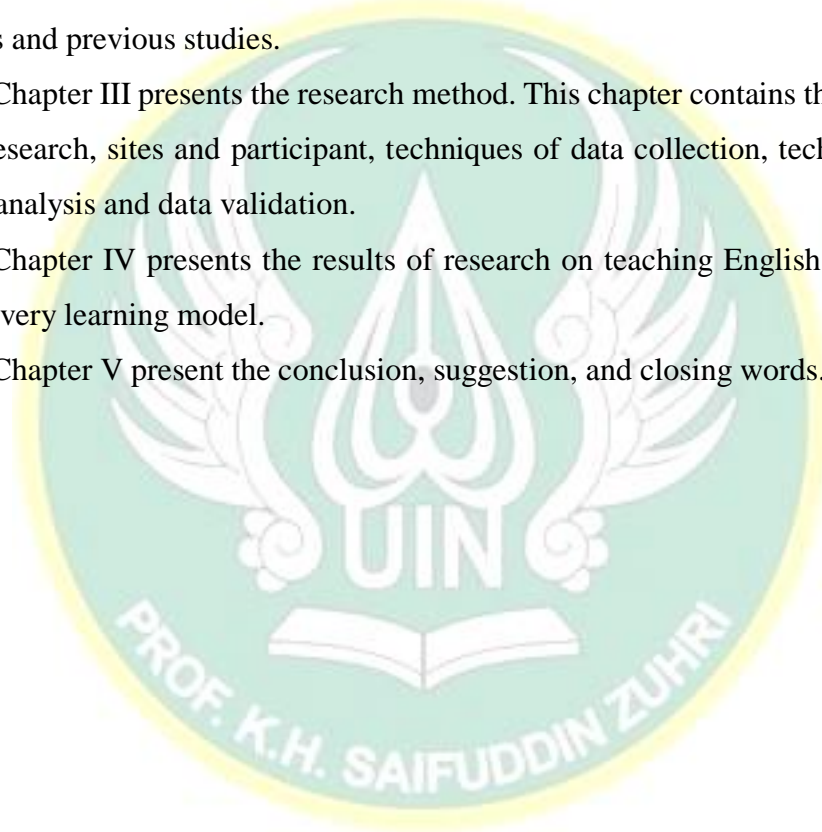 s and previous studies.
Chapter III presents the research method. This chapter contains th
esearch, sites and participant, techniques of data collection, tec
analysis and data validation.
Chapter IV presents the results of research on teaching English
very learning model.
Chapter V present the conclusion, suggestion, and closing words.
UIN
PROF. K.H. SAIFUDDIN ZUHRI